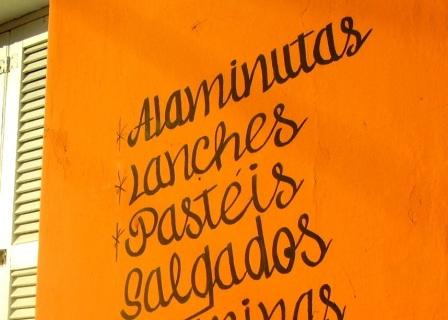 *Alaminutas
*Lanches
*Pastéis
Salgados